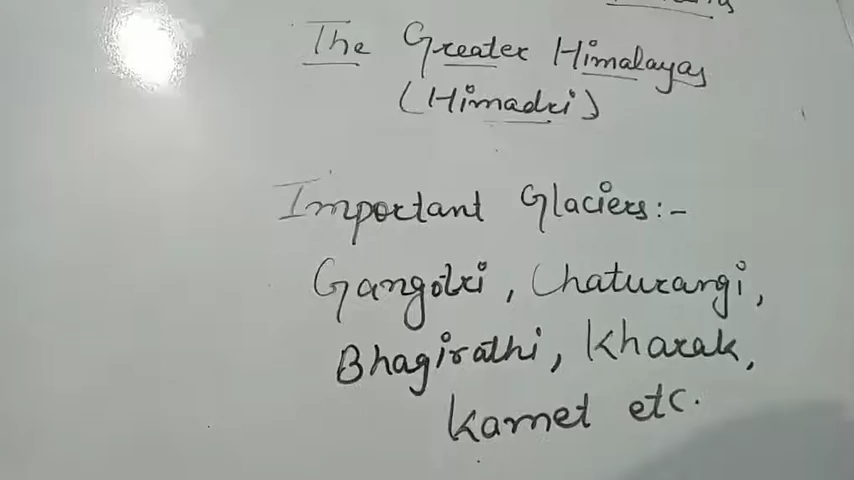 The Greater Himalayas
(Himadri)
Important Glaciers:-
Gangotri, Chaturangi,
Bhagirathi, Kharak,
Kamet etc.